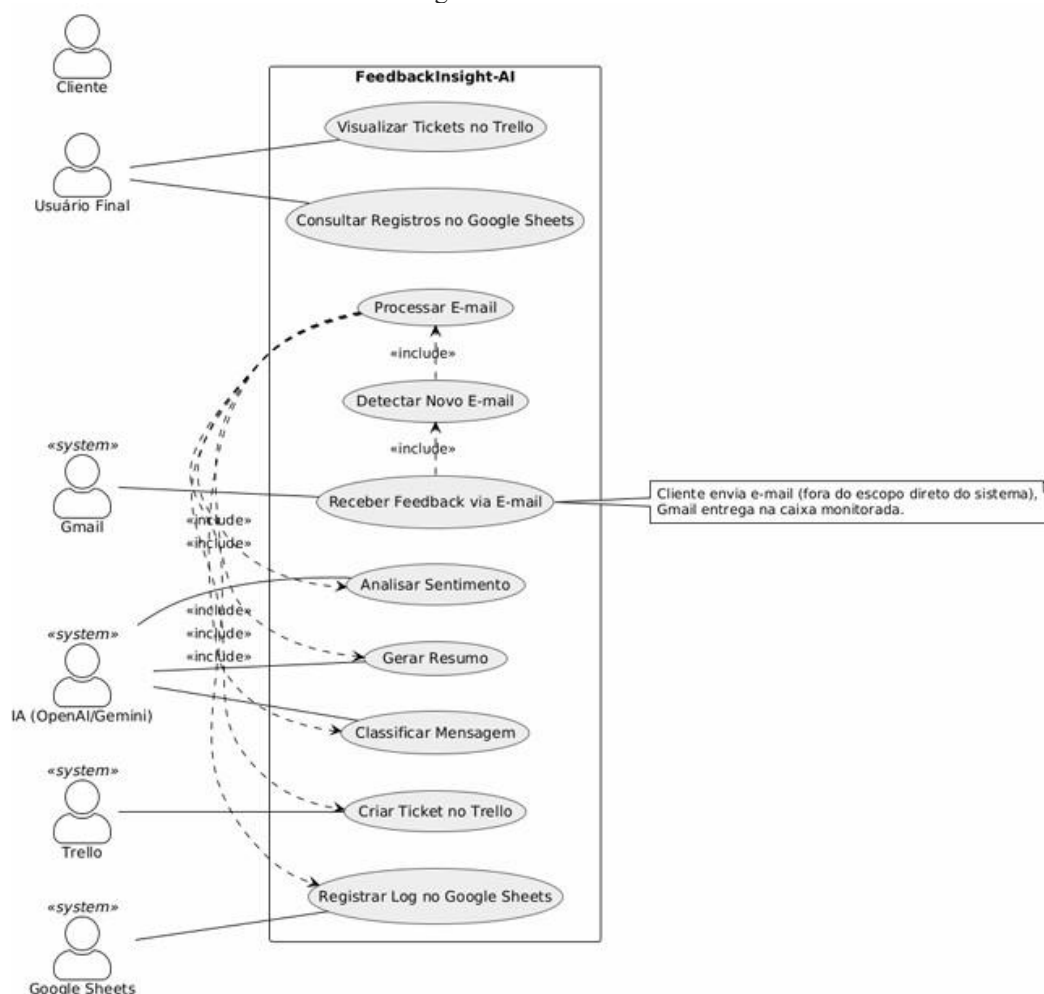 Cliente
FeedbackInsight-AI
Visualizar Tickets no Trello
Usuário Final
Consultar Registros no Google Sheets
Processar E-mail
«include»
Detectar Novo E-mail
«include»
«system»
Gmail
Receber Feedback via E-mail
Cliente envia e-mail (fora do escopo direto do sistema),
Gmail entrega na caixa monitorada.
«include»
«include»
Analisar Sentimento
«include»
«include»
«include»
«system»
IA (OpenAI/Gemini)
Gerar Resumo
Classificar Mensagem
«system»
Trello
Criar Ticket no Trello
Registrar Log no Google Sheets
«system»
Google Sheets